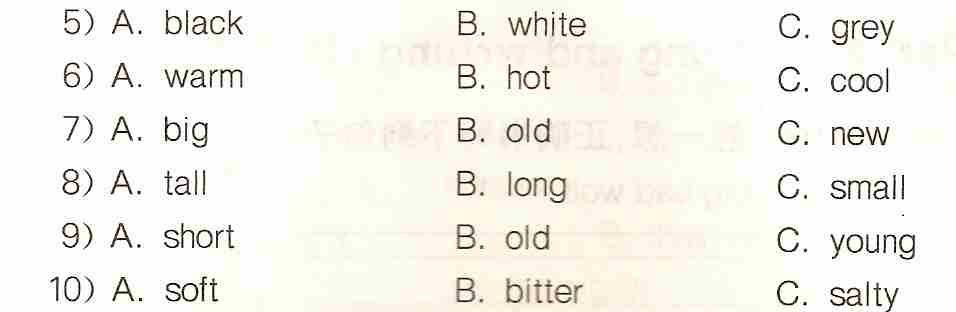 5) A. black B. white C. grey
6) A. warm B. hot C. cool
7) A. big B. old C. new
8) A. tall B. long C. small
9) A. short B. old C. young
10) A. soft B. bitter C. salty